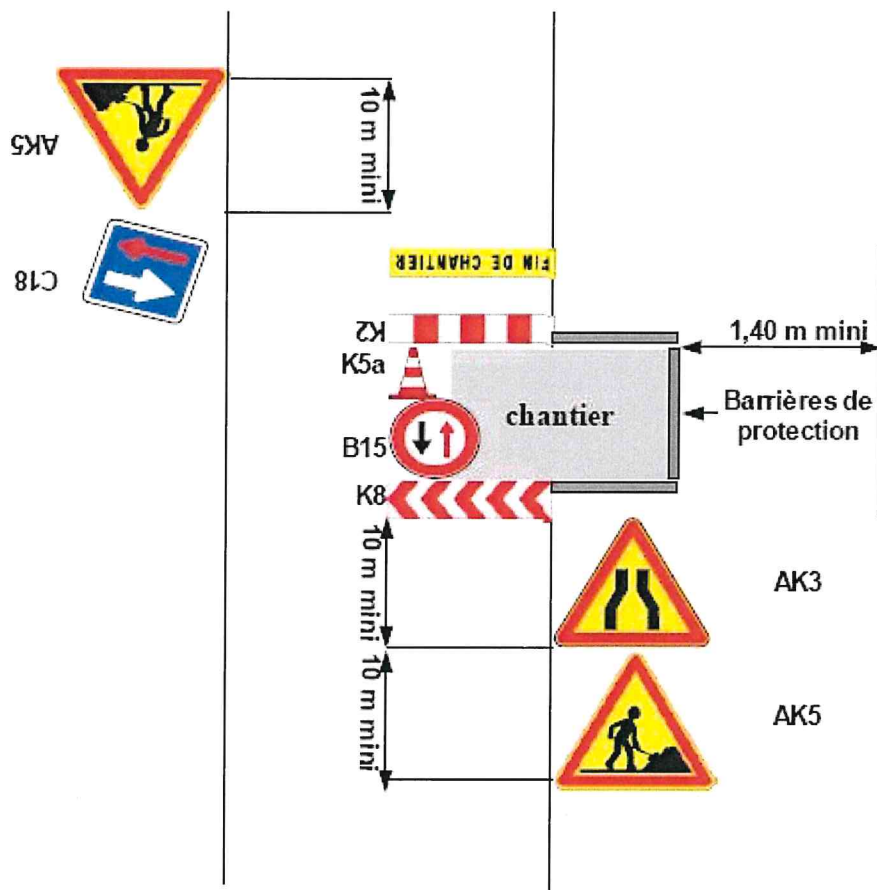 10 m mini
AK5
C18
FIN DE CHANTIER
K2
1,40 m mini
K5a
chantier
Barrières de
protection
B15
K8
10 m mini
AK3
10 m mini
AK5